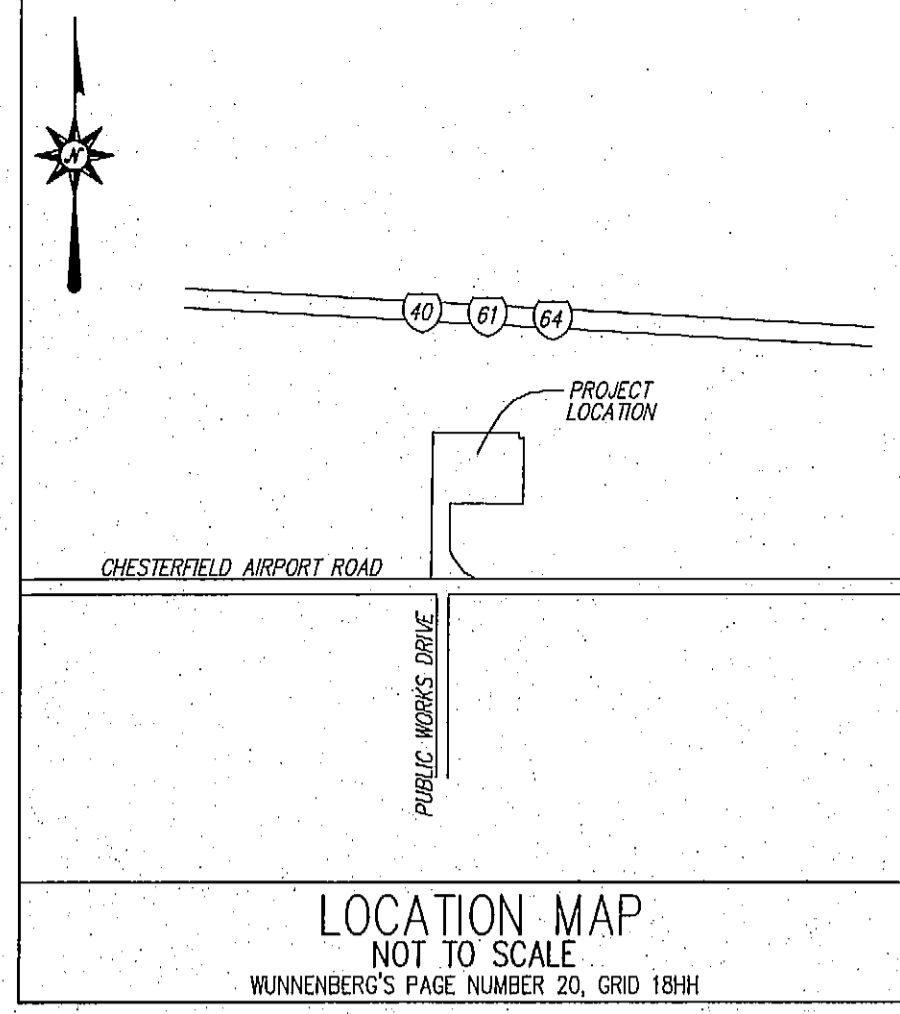 N
40 61 64
PROJECT
LOCATION
CHESTERFIELD AIRPORT ROAD
PUBLIC WORKS DRIVE
LOCATION MAP
NOT TO SCALE
WUNNENBERG'S PAGE NUMBER 20, GRID 18HH